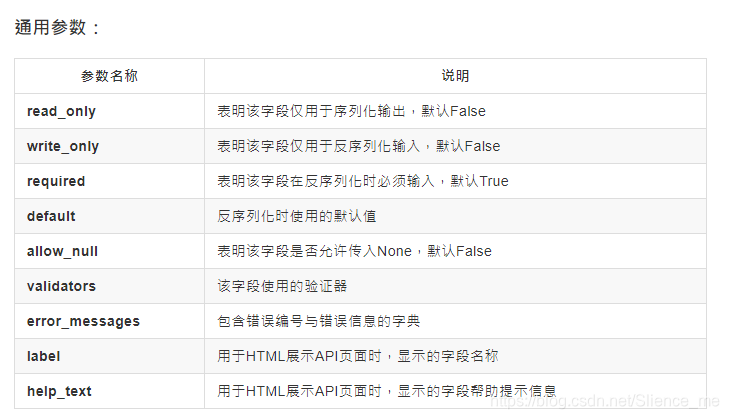 通用参数：
参数名称 说明
read_only 表明该字段仅用于序列化输出，默认False
write_only 表明该字段仅用于反序列化输入，默认False
required 表明该字段在反序列化时必须输入，默认True
default 反序列化时使用的默认值
allow_null 表明该字段是否允许传入None，默认False
validators 该字段使用的验证器
error_messages 包含错误编号与错误信息的字典
label 用于HTML展示API页面时，显示的字段名称
help_text 用于HTML展示API页面时，显示的字段帮助提示信息
https://blog.csdn.net/Slience_me